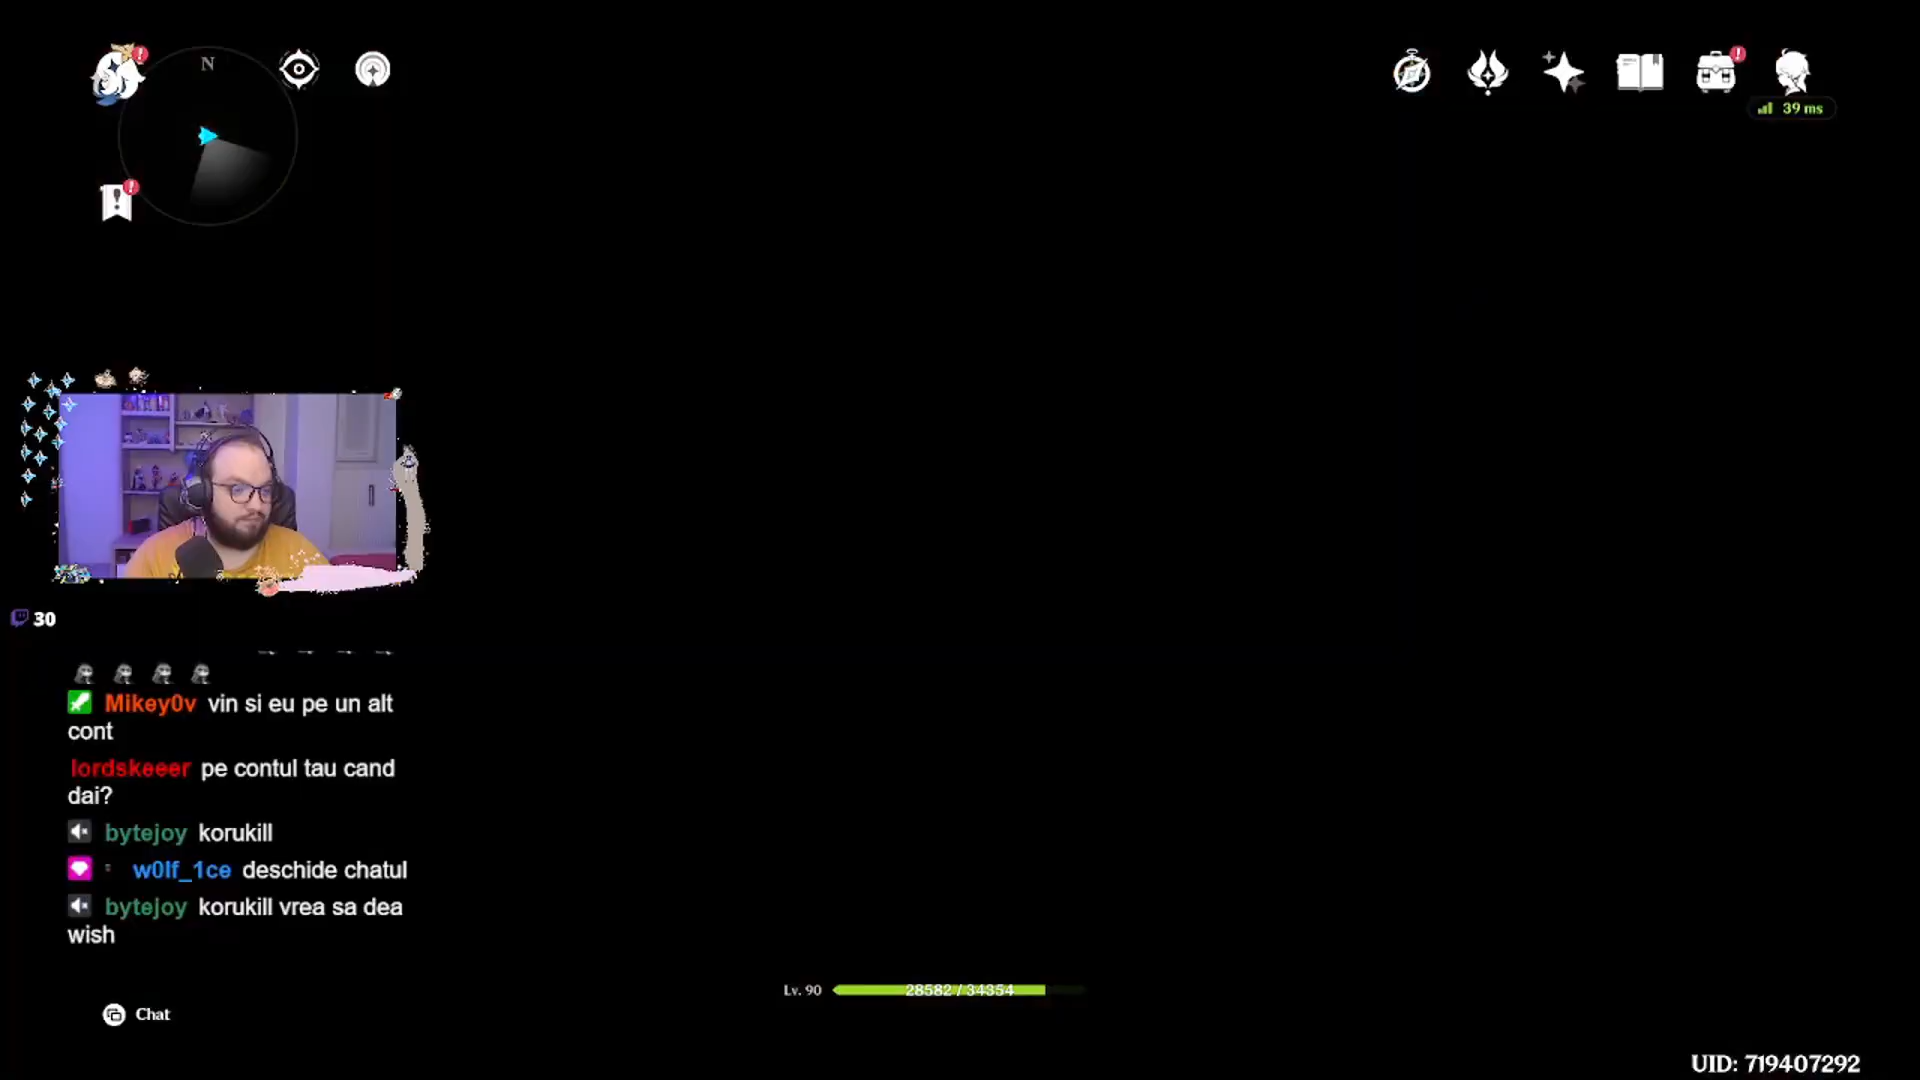 N
39 ms
30
Mikey0v vin si eu pe un alt
cont
lordskeeer pe contul tau cand
dai?
bytejoy korukill
w0lf_1ce deschide chatul
bytejoy korukill vrea sa dea
wish
Lv. 90 28582 / 34354
Chat
UID: 719407292